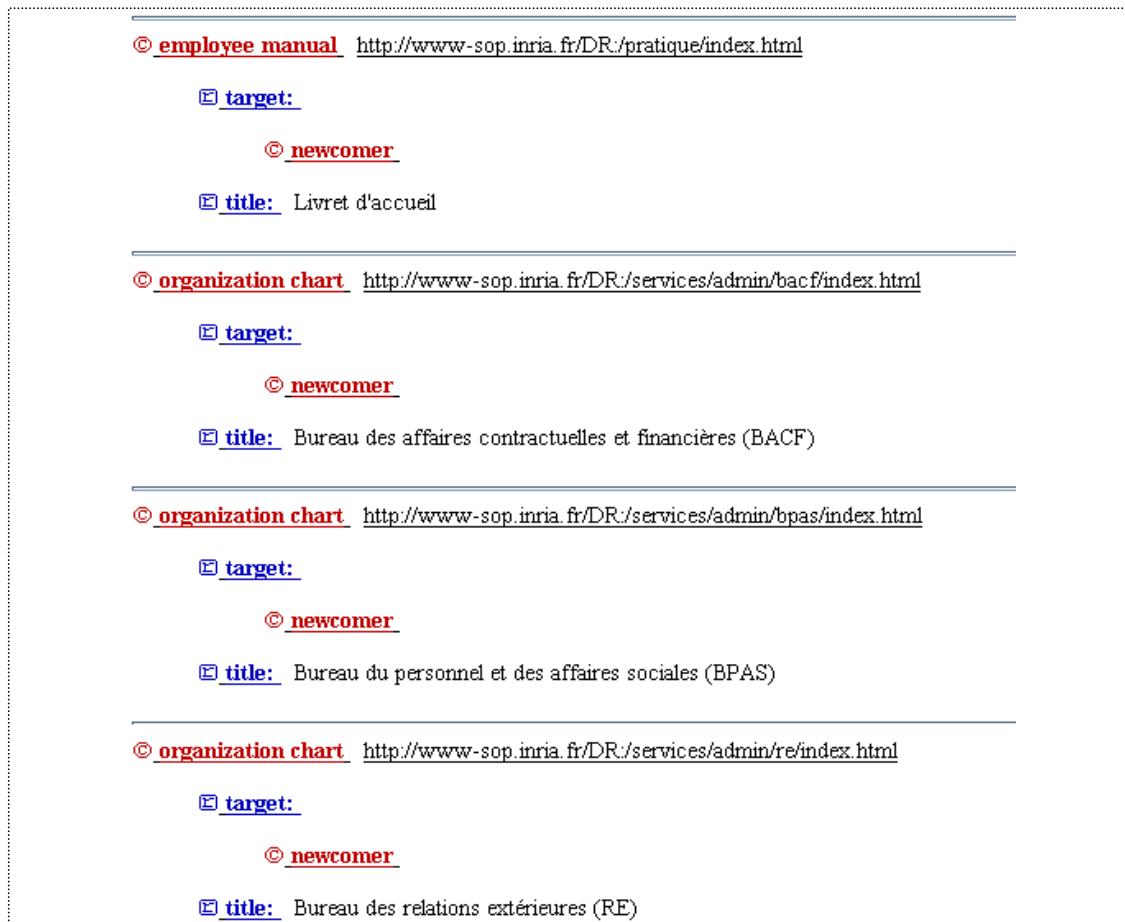 © employee manual http://www-sop.inria.fr/DR:/pratique/index.html
r target:
© newcomer
r title: Livret d'accueil
© organization chart http://www-sop.inria.fr/DR:/services/admin/bacf/index.html
r target:
© newcomer
r title: Bureau des affaires contractuelles et financières (BACF)
© organization chart http://www-sop.inria.fr/DR:/services/admin/bpas/index.html
r target:
© newcomer
r title: Bureau du personnel et des affaires sociales (BPAS)
© organization chart http://www-sop.inria.fr/DR:/services/admin/re/index.html
r target:
© newcomer
r title: Bureau des relations extérieures (RE)